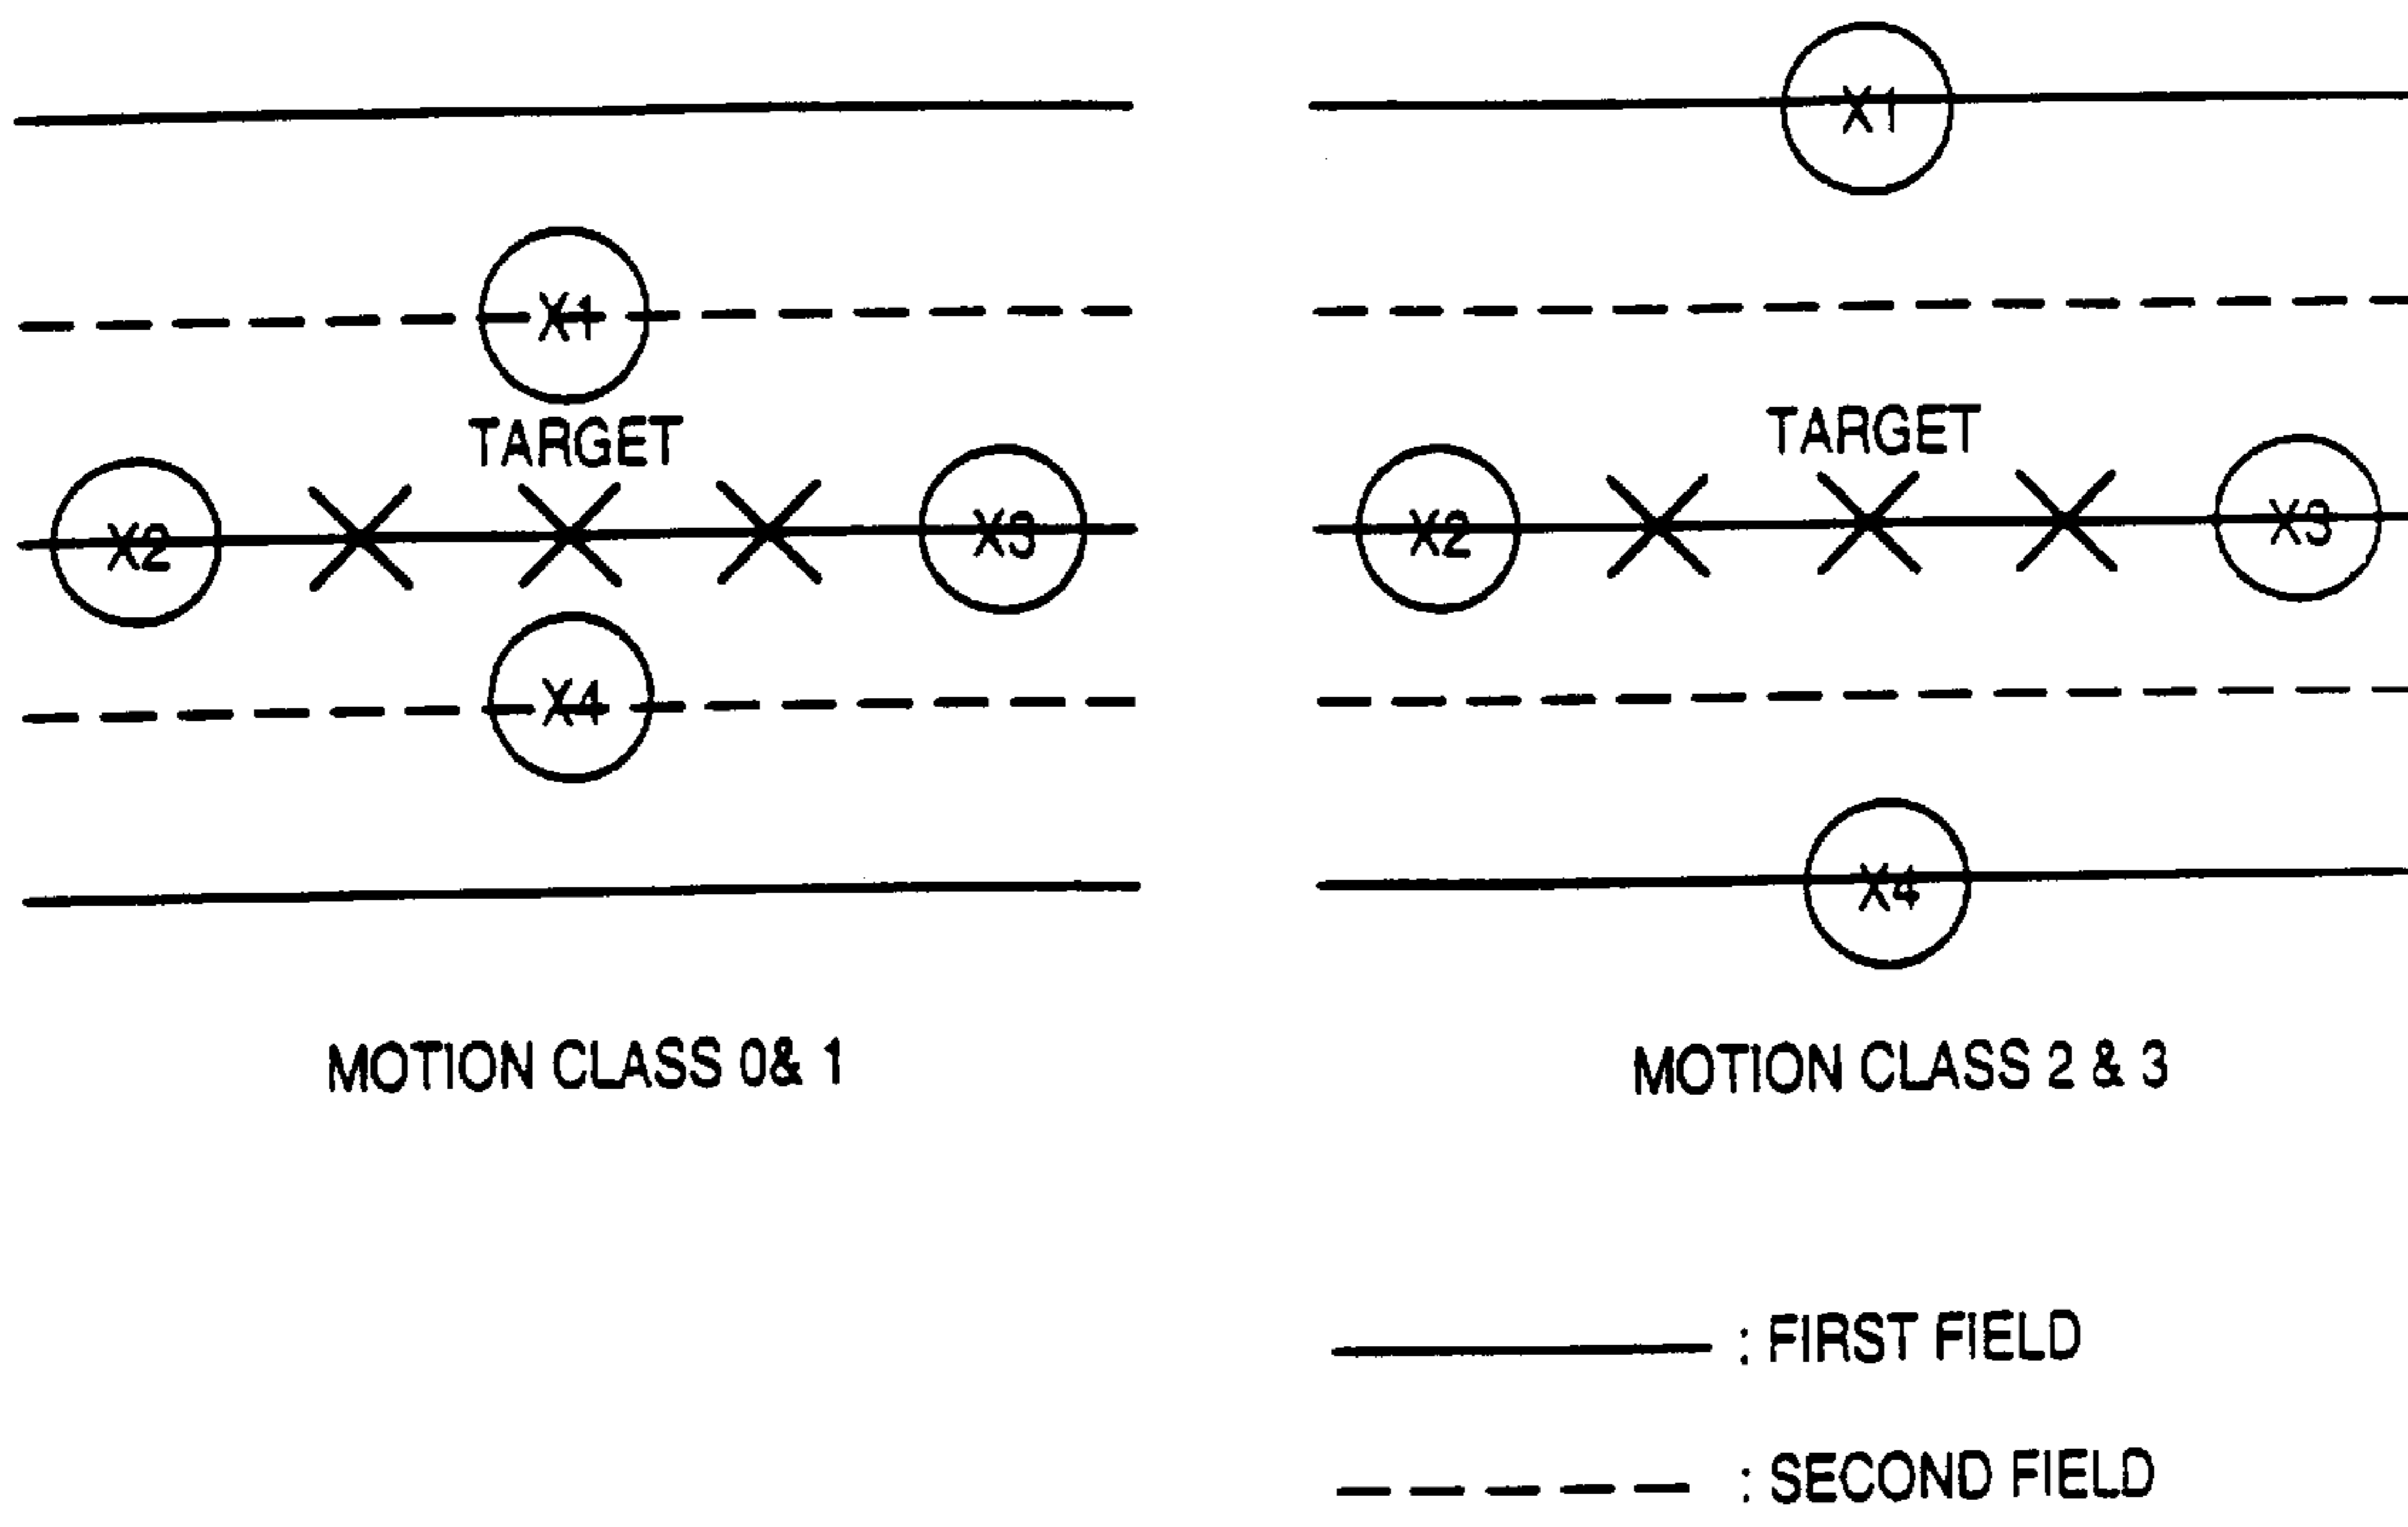 X1
X1
TARGET
TARGET
X2
X3
X2
X3
X4
X4
MOTION CLASS 0& 1
MOTION CLASS 2 & 3
: FIRST FIELD
: SECOND FIELD